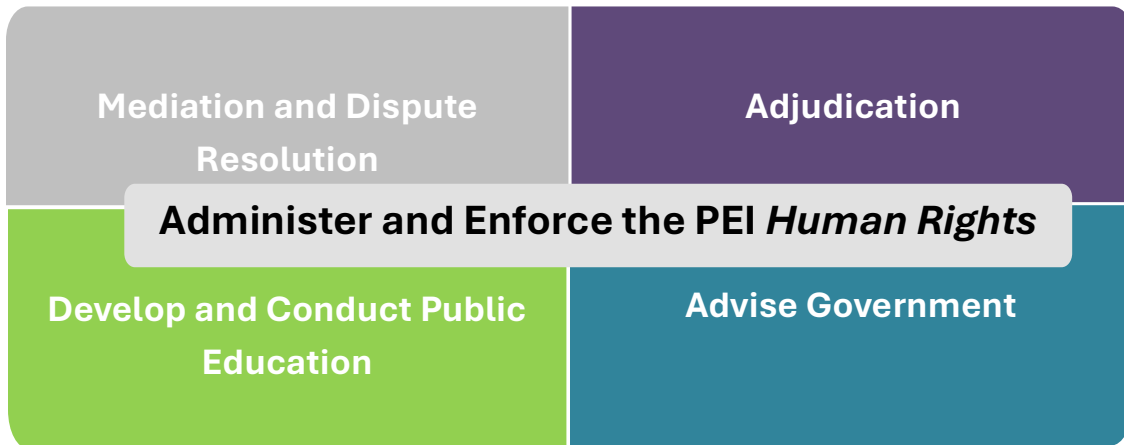 Mediation and Dispute
Resolution
Adjudication
Administer and Enforce the PEI Human Rights
Develop and Conduct Public
Education
Advise Government